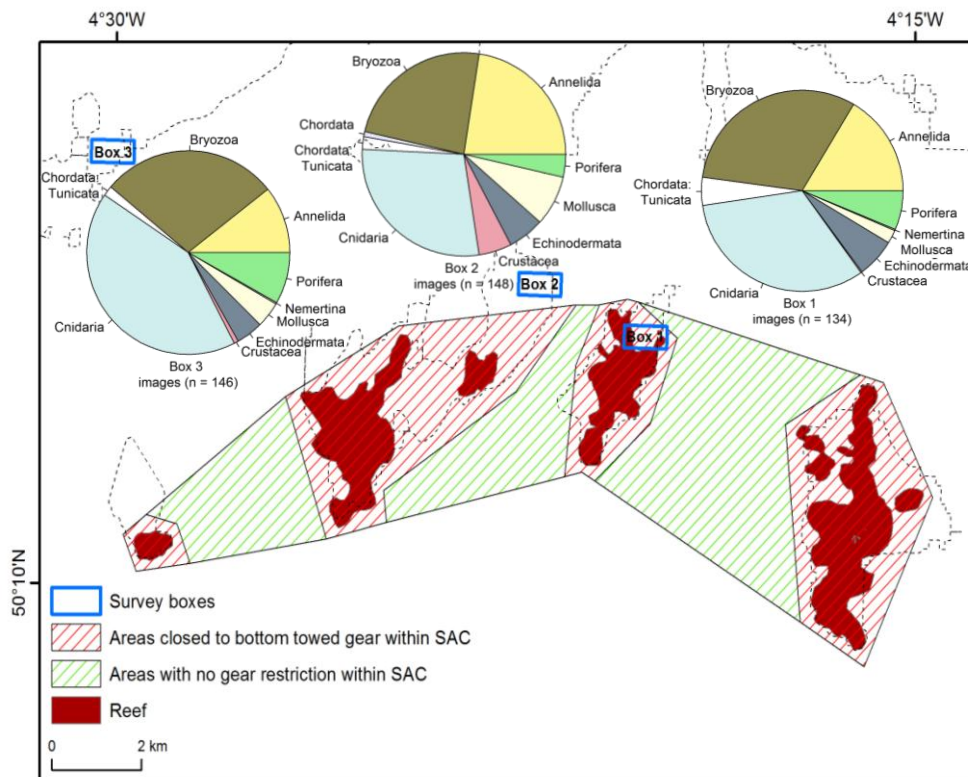 4°30'W
4°15'W
50°10'N
Bryozoa
Annelida
Porifera
Nemertina
Mollusca
Echinodermata
Crustacea
Cnidaria
Chordata:
Tunicata
Box 3
images (n = 146)
Box 3
Bryozoa
Annelida
Porifera
Mollusca
Echinodermata
Crustacea
Cnidaria
Chordata:
Tunicata
Chordata
Box 2
images (n = 148)
Box 2
Bryozoa
Annelida
Porifera
Nemertina
Mollusca
Echinodermata
Crustacea
Cnidaria
Chordata:
Tunicata
Box 1
images (n = 134)
Box 1
Survey boxes
Areas closed to bottom towed gear within SAC
Areas with no gear restriction within SAC
Reef
0 2 km